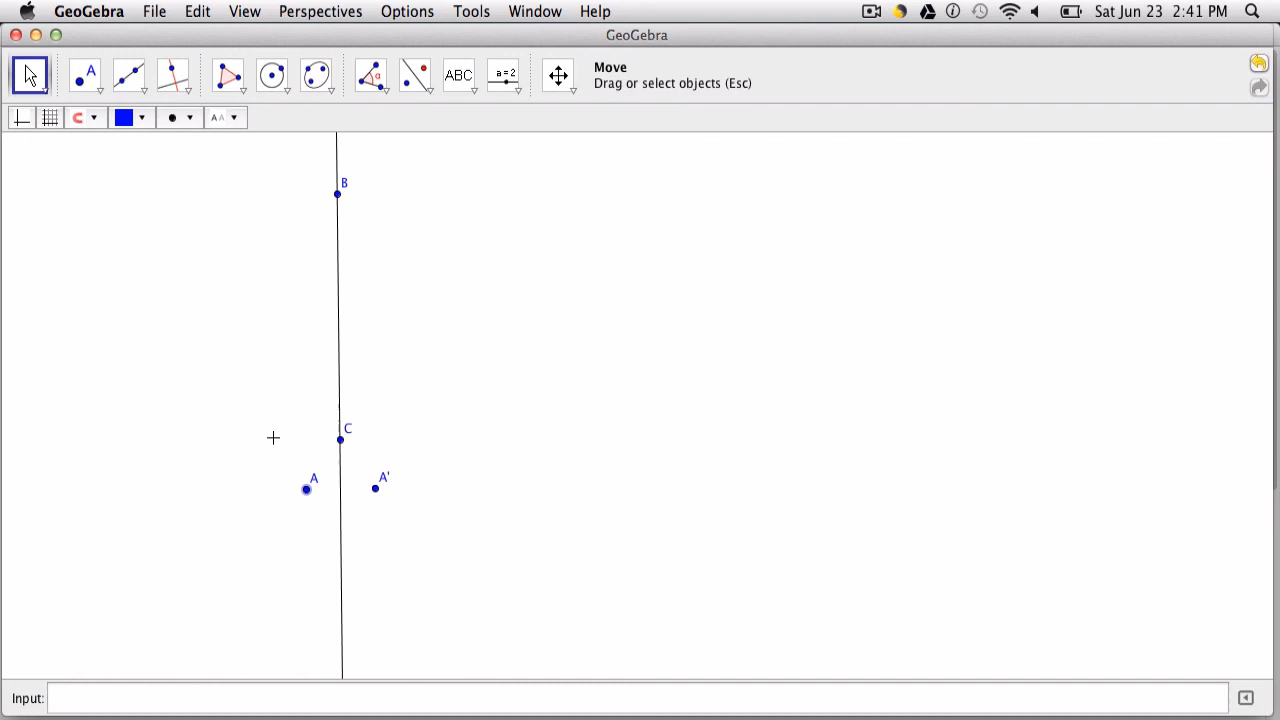 GeoGebra File Edit View Perspectives Options Tools Window Help Sat Jun 23 2:41 PM
GeoGebra
A α ABC a=2 Move
Drag or select objects (Esc)
AA
B
C
A A'
Input: